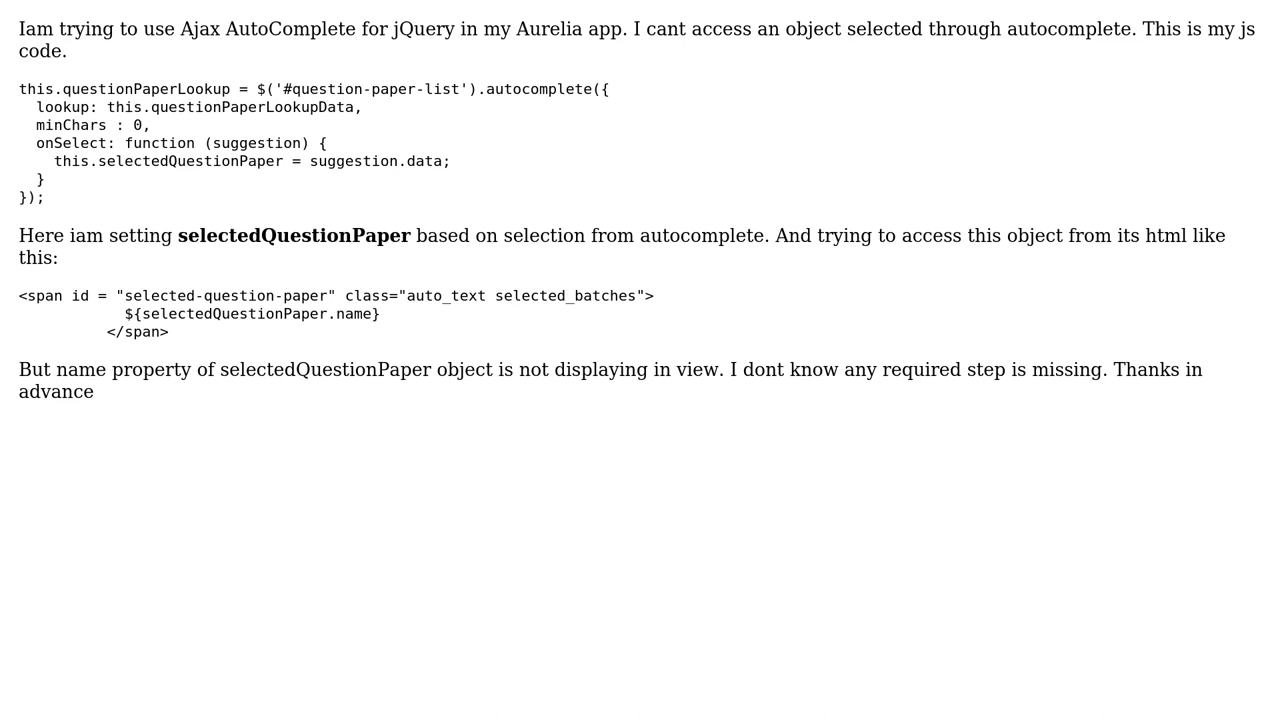 Iam trying to use Ajax AutoComplete for jQuery in my Aurelia app. I cant access an object selected through autocomplete. This is my js
code.
this.questionPaperLookup = $('#question-paper-list').autocomplete({
  lookup: this.questionPaperLookupData,
  minChars : 0,
  onSelect: function (suggestion) {
    this.selectedQuestionPaper = suggestion.data;
  }
});
Here iam setting selectedQuestionPaper based on selection from autocomplete. And trying to access this object from its html like
this:
<span id = "selected-question-paper" class="auto_text selected_batches">
            ${selectedQuestionPaper.name}
          </span>
But name property of selectedQuestionPaper object is not displaying in view. I dont know any required step is missing. Thanks in
advance